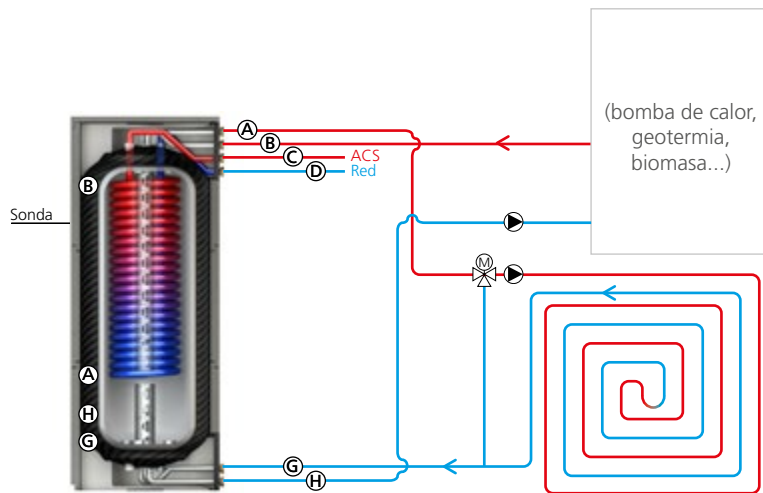 (bomba de calor,
geotermia,
biomasa...)
A
B
C ACS
D Red
B
Sonda
M
A
H
G
G
H